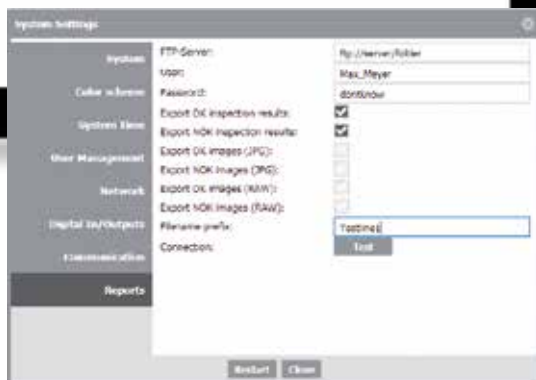 System Settings
System
Color scheme
System Time
User Management
Network
Digital In/Outputs
Communication
Reports
FTP-Server: ftp://server/folder
User: Max_Meyer
Password: dontknow
Export OK inspection results:
Export NOK inspection results:
Export OK images (JPG):
Export NOK images (JPG):
Export OK images (RAW):
Export NOK images (RAW):
Filename prefix: Testines
Connection: Test
Restart Close